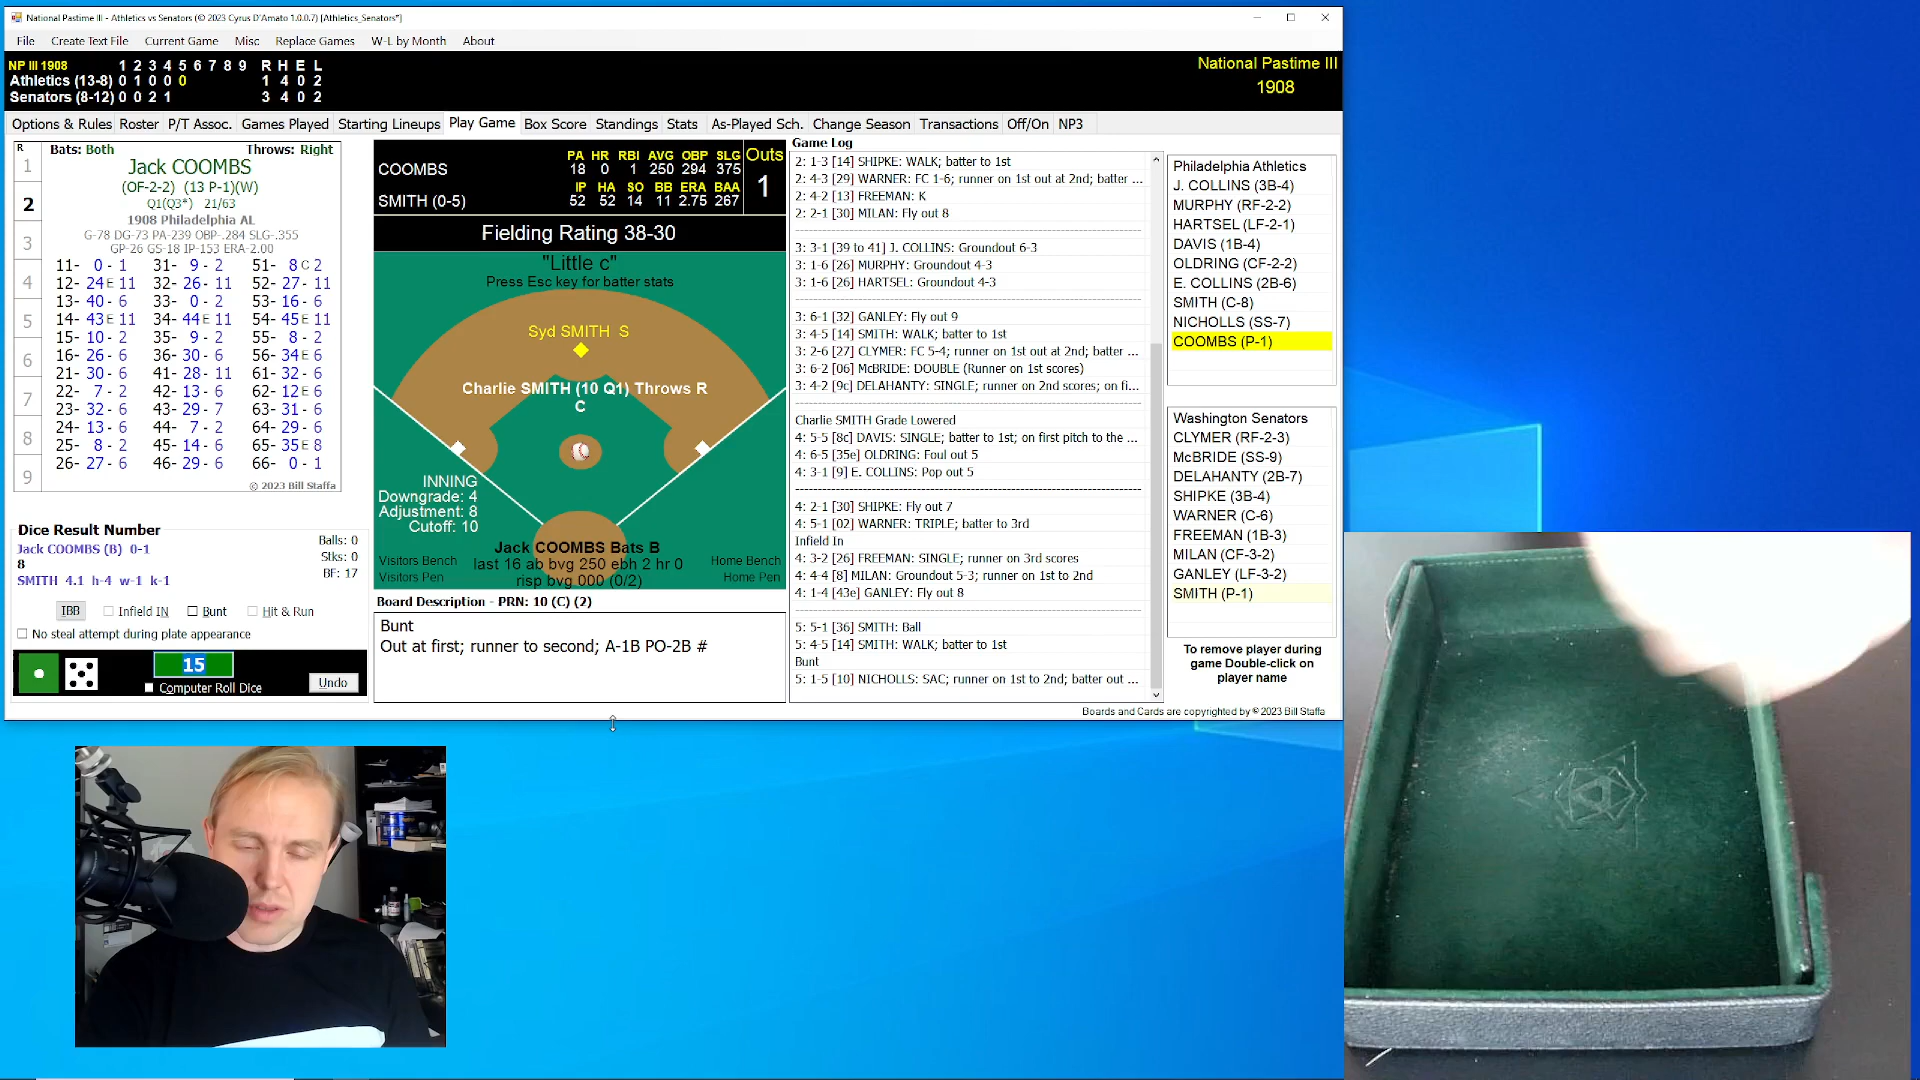 National Pastime III - Athletics vs Senators (© 2023 Cyrus D'Amato 1.0.0.7) [Athletics_Senators*]
File Create Text File Current Game Misc Replace Games W-L by Month About
NP III 1908 1 2 3 4 5 6 7 8 9 R H E L
Athletics (13-8) 0 1 0 0 0 1 4 0 2
Senators (8-12) 0 0 2 1 3 4 0 2
National Pastime III
1908
Options & Rules Roster P/T Assoc. Games Played Starting Lineups Play Game Box Score Standings Stats As-Played Sch. Change Season Transactions Off/On NP3
R
1
2
3
4
5
6
7
8
9
Bats: Both Throws: Right
Jack COOMBS
(OF-2-2) (13 P-1)(W)
Q1(Q3*) 21/63
1908 Philadelphia AL
G-78 DG-73 PA-239 OBP-.284 SLG-.355
GP-26 GS-18 IP-153 ERA-2.00
11- 0 - 1 31- 9 - 2 51- 8 C 2
12- 24 E 11 32- 26 - 11 52- 27 - 11
13- 40 - 6 33- 0 - 2 53- 16 - 6
14- 43 E 11 34- 44 E 11 54- 45 E 11
15- 10 - 2 35- 9 - 2 55- 8 - 2
16- 26 - 6 36- 30 - 6 56- 34 E 6
21- 30 - 6 41- 28 - 11 61- 32 - 6
22- 7 - 2 42- 13 - 6 62- 12 E 6
23- 32 - 6 43- 29 - 7 63- 31 - 6
24- 13 - 6 44- 7 - 2 64- 29 - 6
25- 8 - 2 45- 14 - 6 65- 35 E 8
26- 27 - 6 46- 29 - 6 66- 0 - 1
© 2023 Bill Staffa
Dice Result Number
Jack COOMBS (B) 0-1
8
SMITH 4.1 h-4 w-1 k-1
Balls: 0
Stks: 0
BF: 17
IBB Infield IN Bunt Hit & Run
No steal attempt during plate appearance
15
Computer Roll Dice
Undo
PA HR RBI AVG OBP SLG
COOMBS 18 0 1 250 294 375
IP HA SO BB ERA BAA
SMITH (0-5) 52 52 14 11 2.75 267
Outs
1
Fielding Rating 38-30
"Little c"
Press Esc key for batter stats
Syd SMITH S
Charlie SMITH (10 Q1) Throws R
C
INNING
Downgrade: 4
Adjustment: 8
Cutoff: 10
Jack COOMBS Bats B
last 16 ab bvg 250 ebh 2 hr 0
risp bvg 000 (0/2)
Visitors Bench
Visitors Pen
Home Bench
Home Pen
Board Description - PRN: 10 (C) (2)
Bunt
Out at first; runner to second; A-1B PO-2B #
Game Log
2: 1-3 [14] SHIPKE: WALK; batter to 1st
2: 4-3 [29] WARNER: FC 1-6; runner on 1st out at 2nd; batter ...
2: 4-2 [13] FREEMAN: K
2: 2-1 [30] MILAN: Fly out 8
3: 3-1 [39 to 41] J. COLLINS: Groundout 6-3
3: 1-6 [26] MURPHY: Groundout 4-3
3: 1-6 [26] HARTSEL: Groundout 4-3
3: 6-1 [32] GANLEY: Fly out 9
3: 4-5 [14] SMITH: WALK; batter to 1st
3: 2-6 [27] CLYMER: FC 5-4; runner on 1st out at 2nd; batter ...
3: 6-2 [06] McBRIDE: DOUBLE (Runner on 1st scores)
3: 4-2 [9c] DELAHANTY: SINGLE; runner on 2nd scores; on fi...
Charlie SMITH Grade Lowered
4: 5-5 [8c] DAVIS: SINGLE; batter to 1st; on first pitch to the ...
4: 6-5 [35e] OLDRING: Foul out 5
4: 3-1 [9] E. COLLINS: Pop out 5
4: 2-1 [30] SHIPKE: Fly out 7
4: 5-1 [02] WARNER: TRIPLE; batter to 3rd
Infield In
4: 3-2 [26] FREEMAN: SINGLE; runner on 3rd scores
4: 4-4 [8] MILAN: Groundout 5-3; runner on 1st to 2nd
4: 1-4 [43e] GANLEY: Fly out 8
5: 5-1 [36] SMITH: Ball
5: 4-5 [14] SMITH: WALK; batter to 1st
Bunt
5: 1-5 [10] NICHOLLS: SAC; runner on 1st to 2nd; batter out ...
Philadelphia Athletics
J. COLLINS (3B-4)
MURPHY (RF-2-2)
HARTSEL (LF-2-1)
DAVIS (1B-4)
OLDRING (CF-2-2)
E. COLLINS (2B-6)
SMITH (C-8)
NICHOLLS (SS-7)
COOMBS (P-1)
Washington Senators
CLYMER (RF-2-3)
McBRIDE (SS-9)
DELAHANTY (2B-7)
SHIPKE (3B-4)
WARNER (C-6)
FREEMAN (1B-3)
MILAN (CF-3-2)
GANLEY (LF-3-2)
SMITH (P-1)
To remove player during
game Double-click on
player name
Boards and Cards are copyrighted by © 2023 Bill Staffa